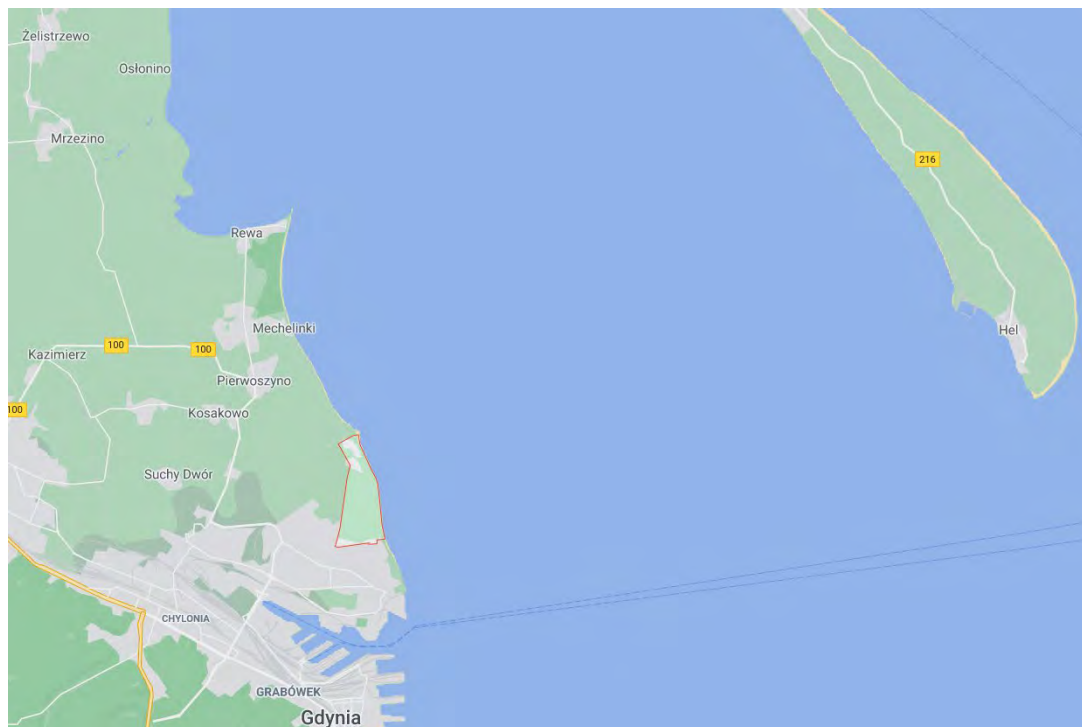 Żelistrzewo
Osłonino
Mrzezino
216
Rewa
Mechelinki
Hel
100
100
Kazimierz
Pierwoszyno
100
Kosakowo
Suchy Dwór
CHYLONIA
GRABÓWEK
Gdynia